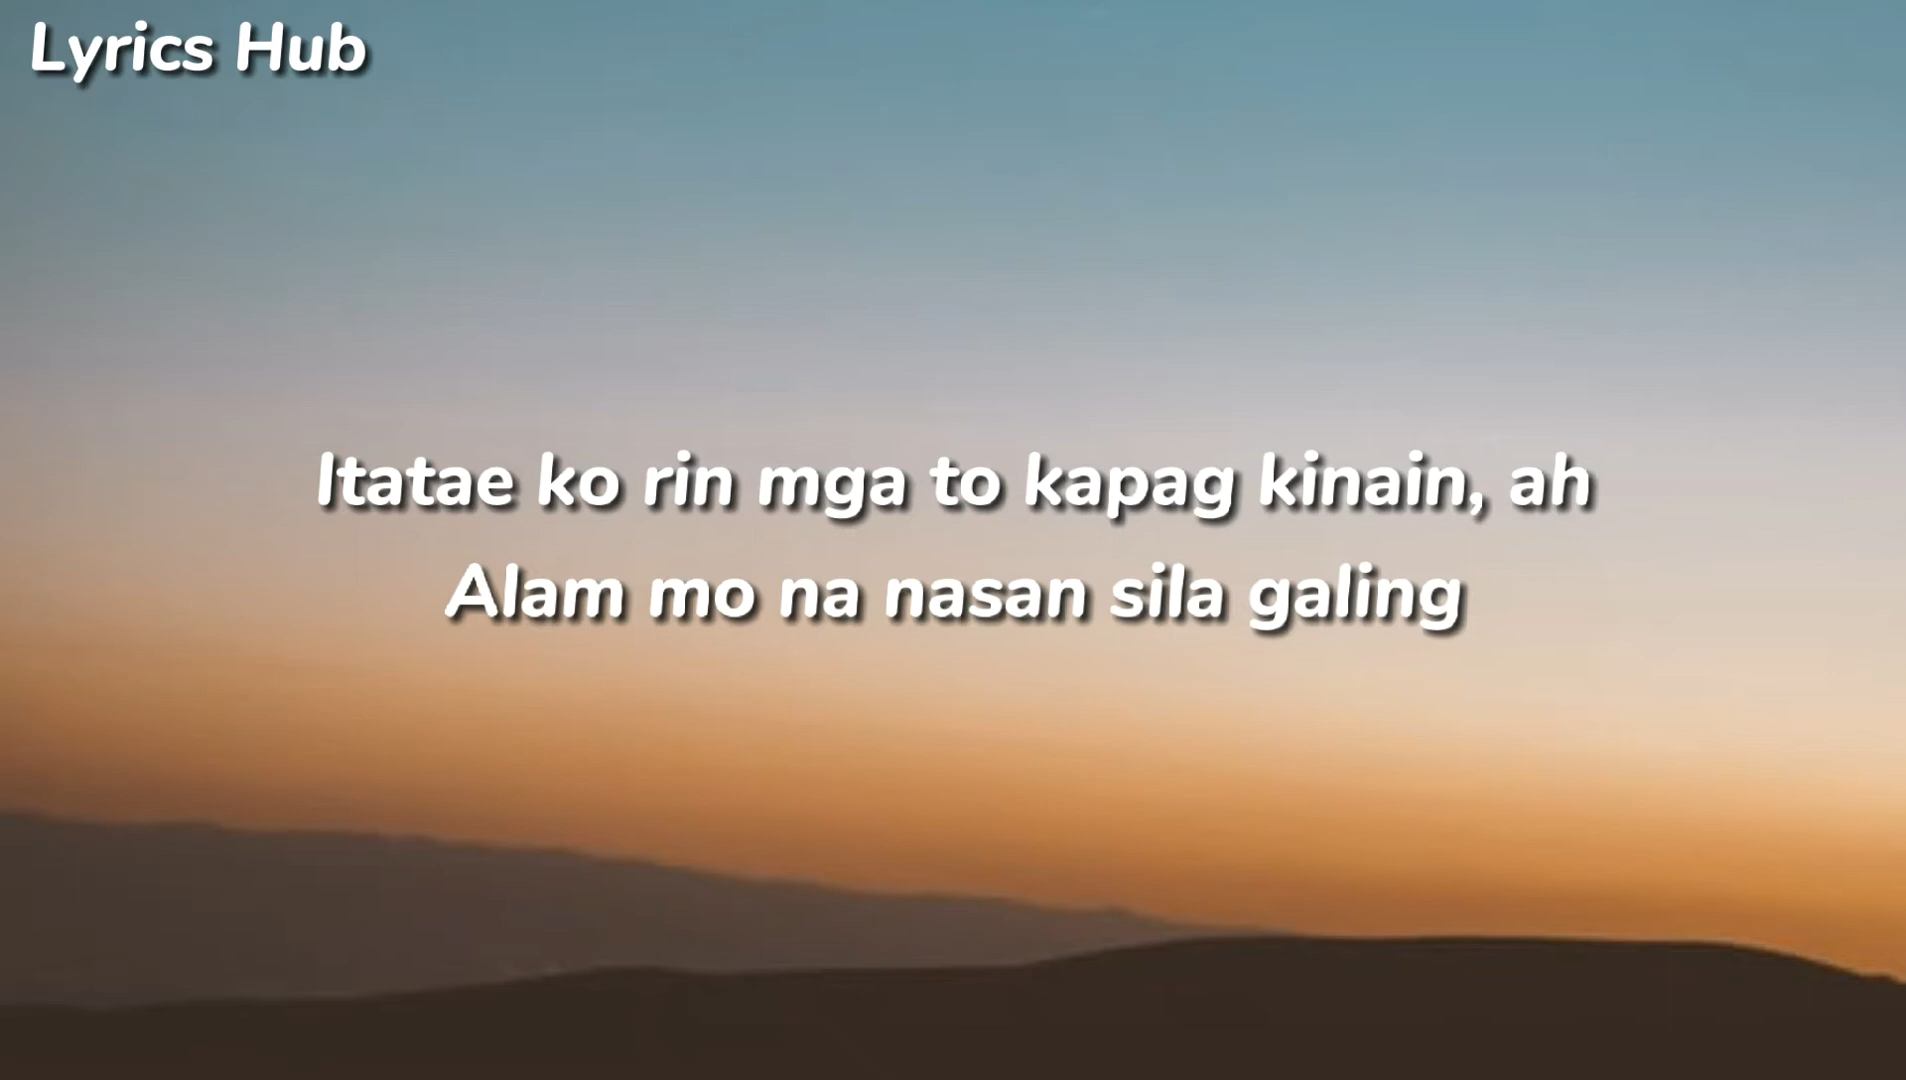 Lyrics Hub
Itatae ko rin mga to kapag kinain, ah
Alam mo na nasan sila galing